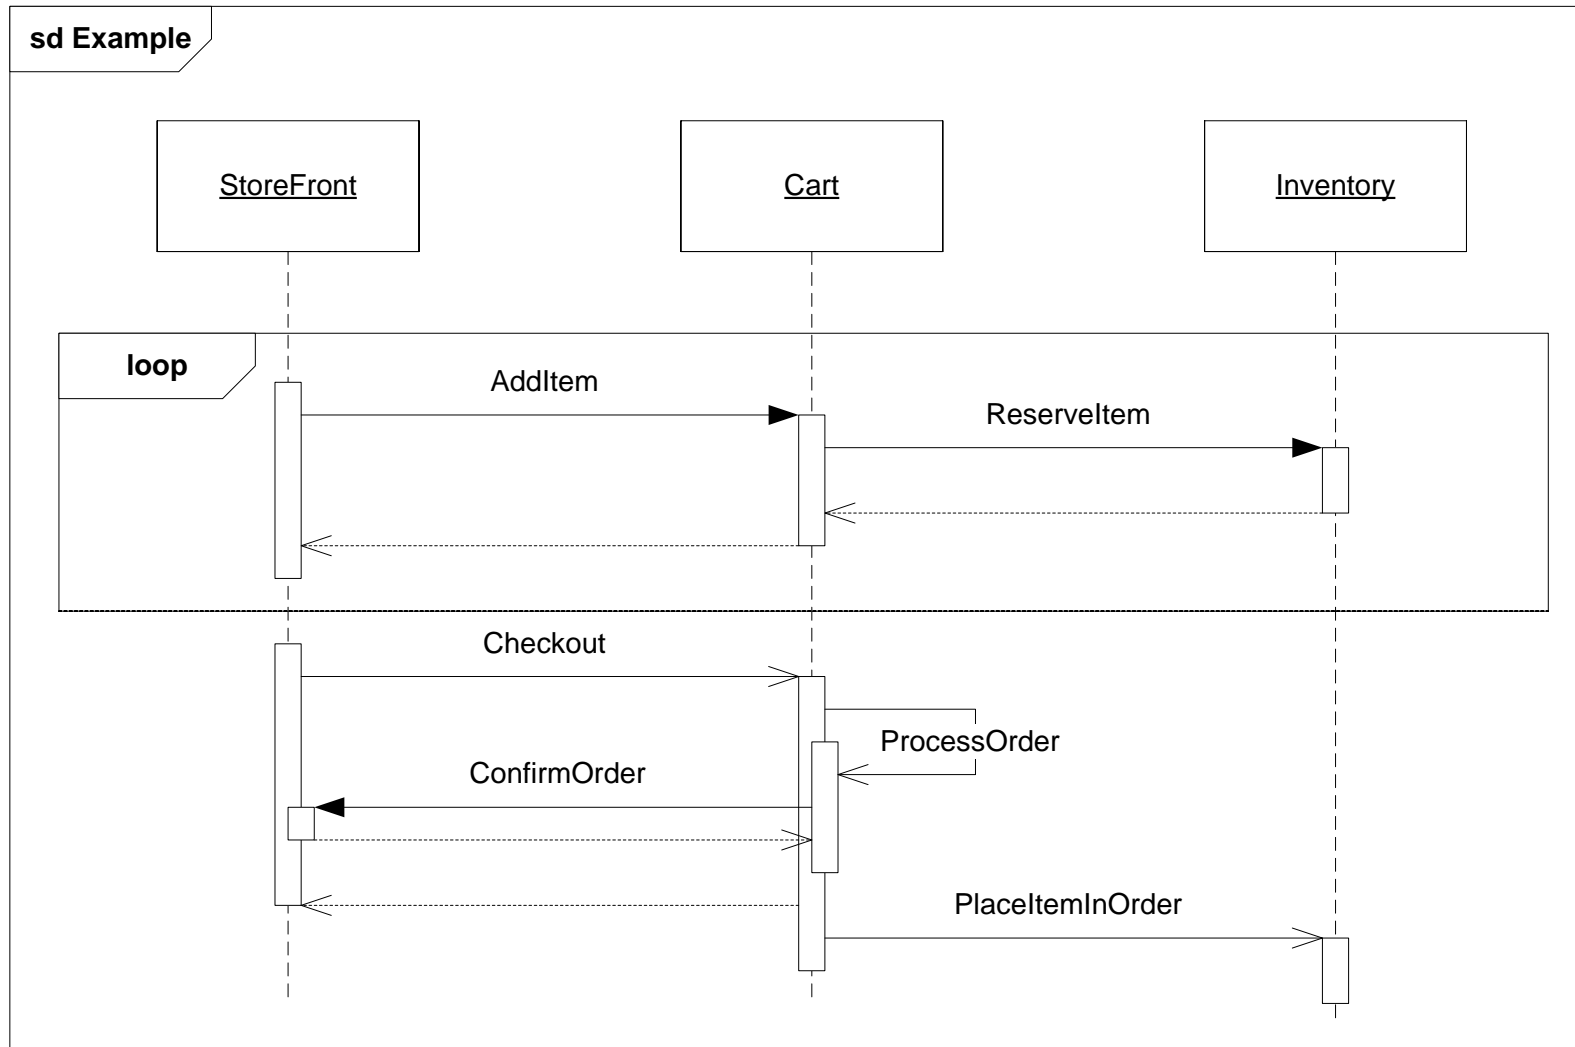 sd Example
StoreFront
Cart
Inventory
loop
AddItem
ReserveItem
Checkout
ProcessOrder
ConfirmOrder
PlaceItemInOrder